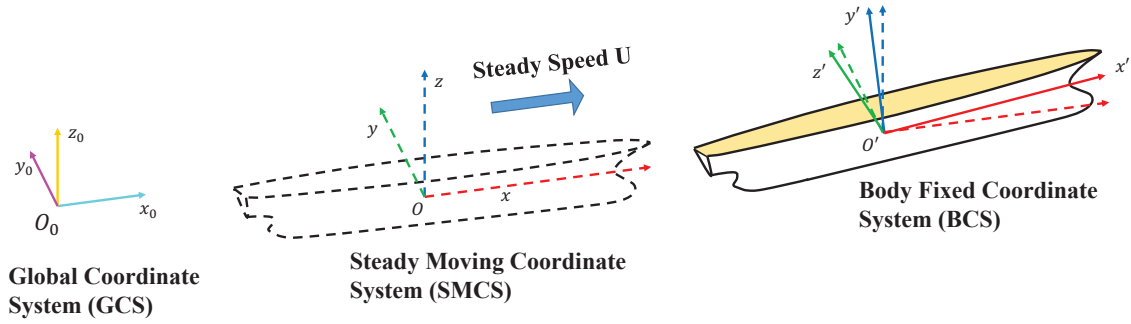 Steady Speed U
z₀
y₀
x₀
O₀
Global Coordinate
System (GCS)
z
y
x
O
Steady Moving Coordinate
System (SMCS)
y′
z′
x′
O′
Body Fixed Coordinate
System (BCS)